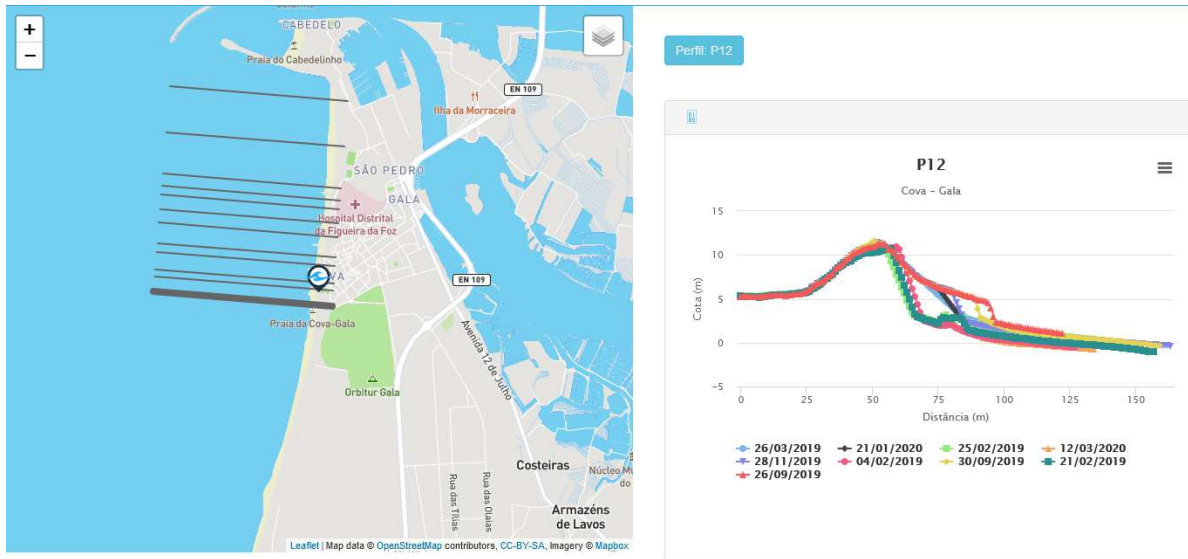 CABEDELO
Praia do Cabedelinho
+
−
EN 109
Ilha da Morraceira
SÃO PEDRO
GALA
Hospital Distrital
da Figueira da Foz
VA
EN 109
Praia da Cova-Gala
Avenida 12 de Julho
Orbitur Gala
Costeiras
Núcleo Mu
do
Rua das Tílias
Rua das Olaias
Armazéns
de Lavos
Leaflet | Map data © OpenStreetMap contributors, CC-BY-SA, Imagery © Mapbox
Perfil: P12
P12
Cova – Gala
15
10
5
0
−5
Cota (m)
0 25 50 75 100 125 150
Distância (m)
26/03/2019 21/01/2020 25/02/2019 12/03/2020
28/11/2019 04/02/2019 30/09/2019 21/02/2019
26/09/2019